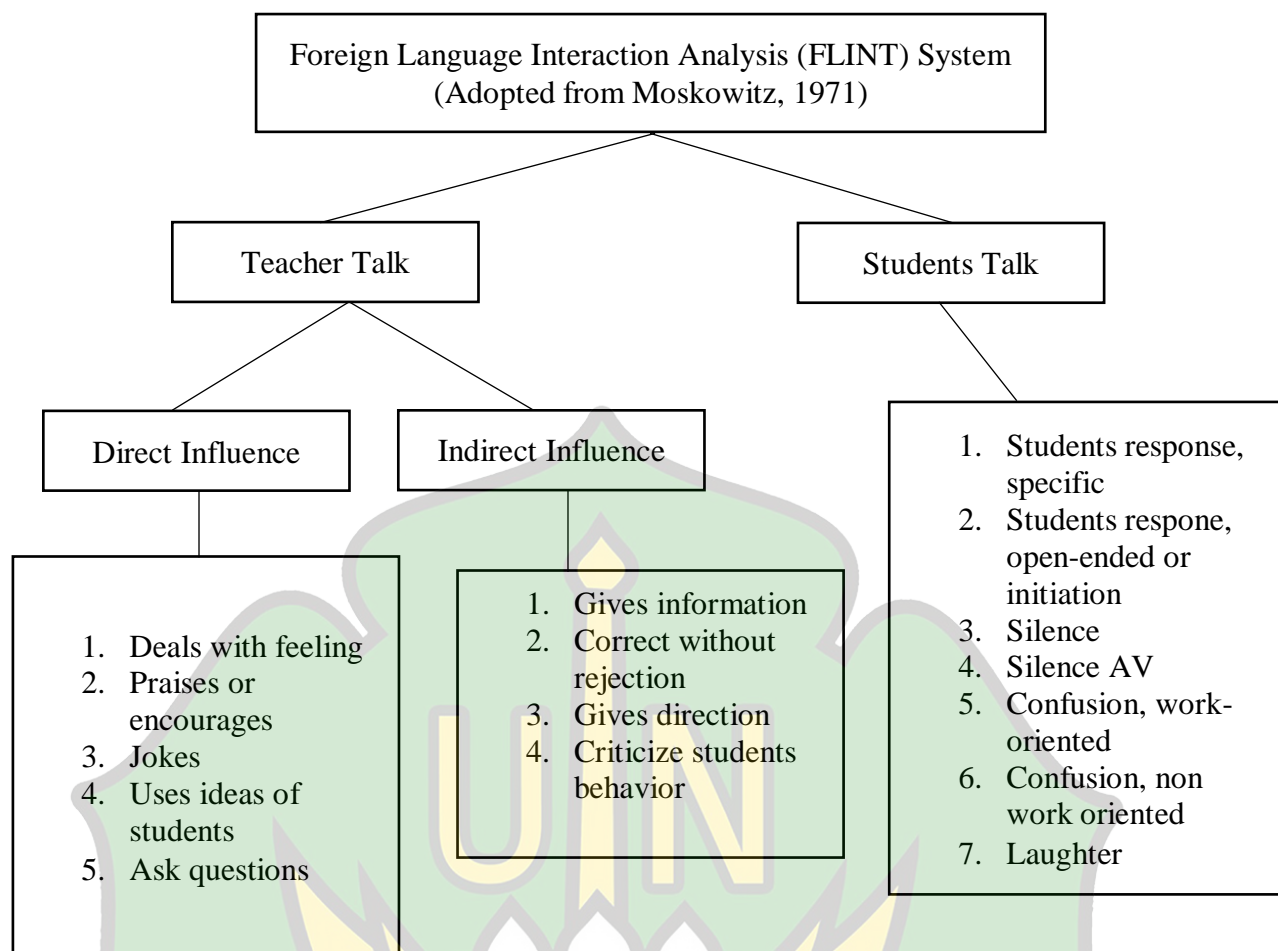 Foreign Language Interaction Analysis (FLINT) System
(Adopted from Moskowitz, 1971)
Teacher Talk
Students Talk
Direct Influence
Indirect Influence
1. Deals with feeling
2. Praises or
encourages
3. Jokes
4. Uses ideas of
students
5. Ask questions
1. Gives information
2. Correct without
rejection
3. Gives direction
4. Criticize students
behavior
1. Students response,
specific
2. Students respone,
open-ended or
initiation
3. Silence
4. Silence AV
5. Confusion, work-
oriented
6. Confusion, non
work oriented
7. Laughter
UIN